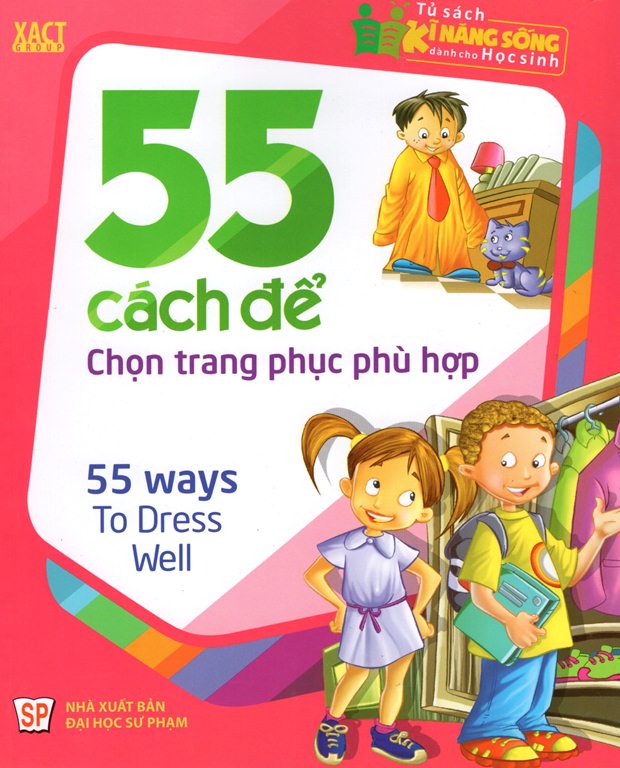 XACT
GROUP
Tủ sách
KĨ NĂNG SỐNG
dành cho Học sinh
55
cách để
Chọn trang phục phù hợp
55 ways
To Dress
Well
SP
NHÀ XUẤT BẢN
ĐẠI HỌC SƯ PHẠM